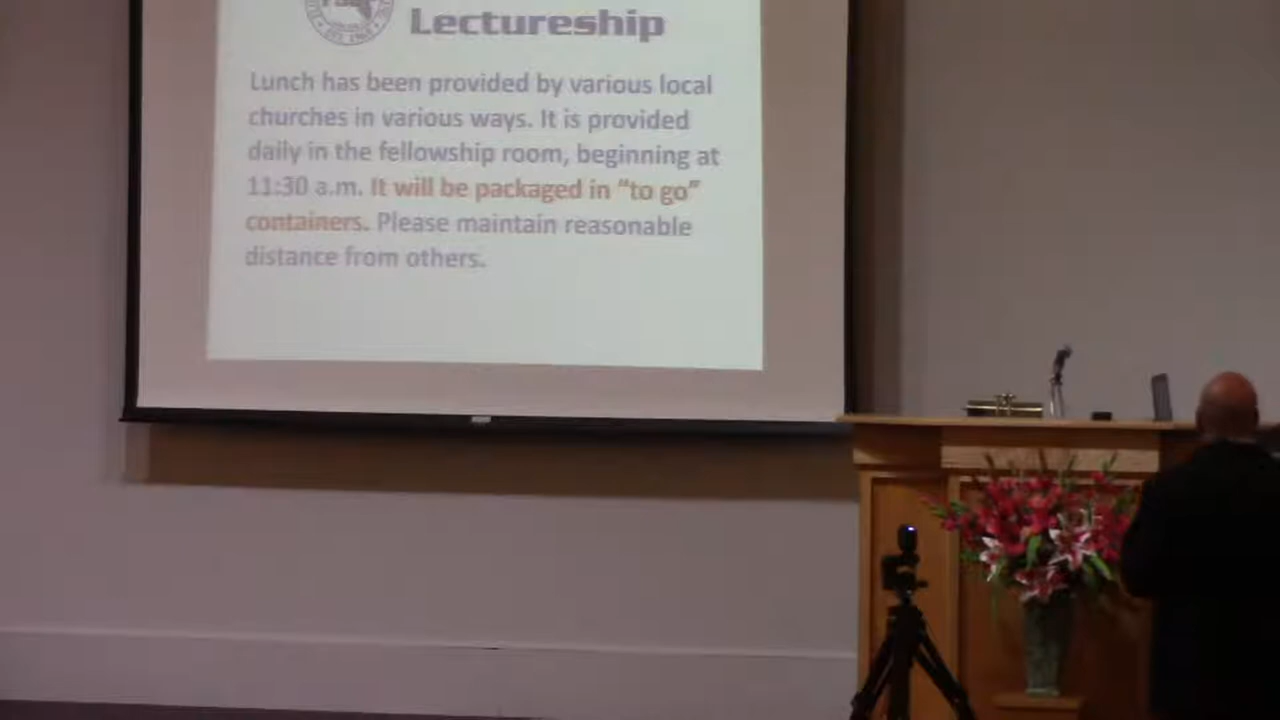 Lectureship
Lunch has been provided by various local
churches in various ways. It is provided
daily in the fellowship room, beginning at
11:30 a.m. It will be packaged in “to go”
containers. Please maintain reasonable
distance from others.